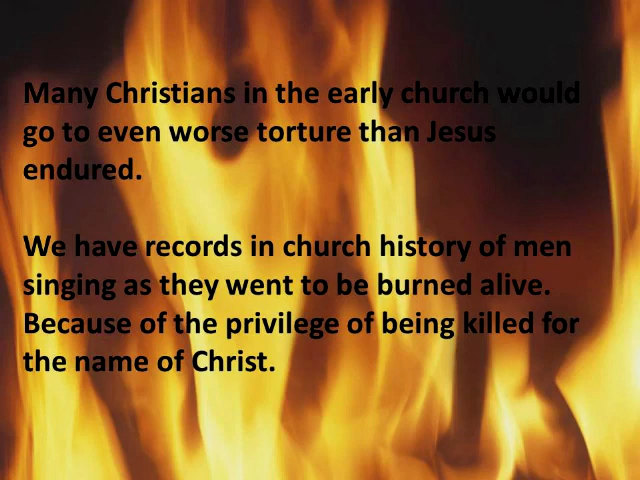 Many Christians in the early church would
go to even worse torture than Jesus
endured.
We have records in church history of men
singing as they went to be burned alive.
Because of the privilege of being killed for
the name of Christ.